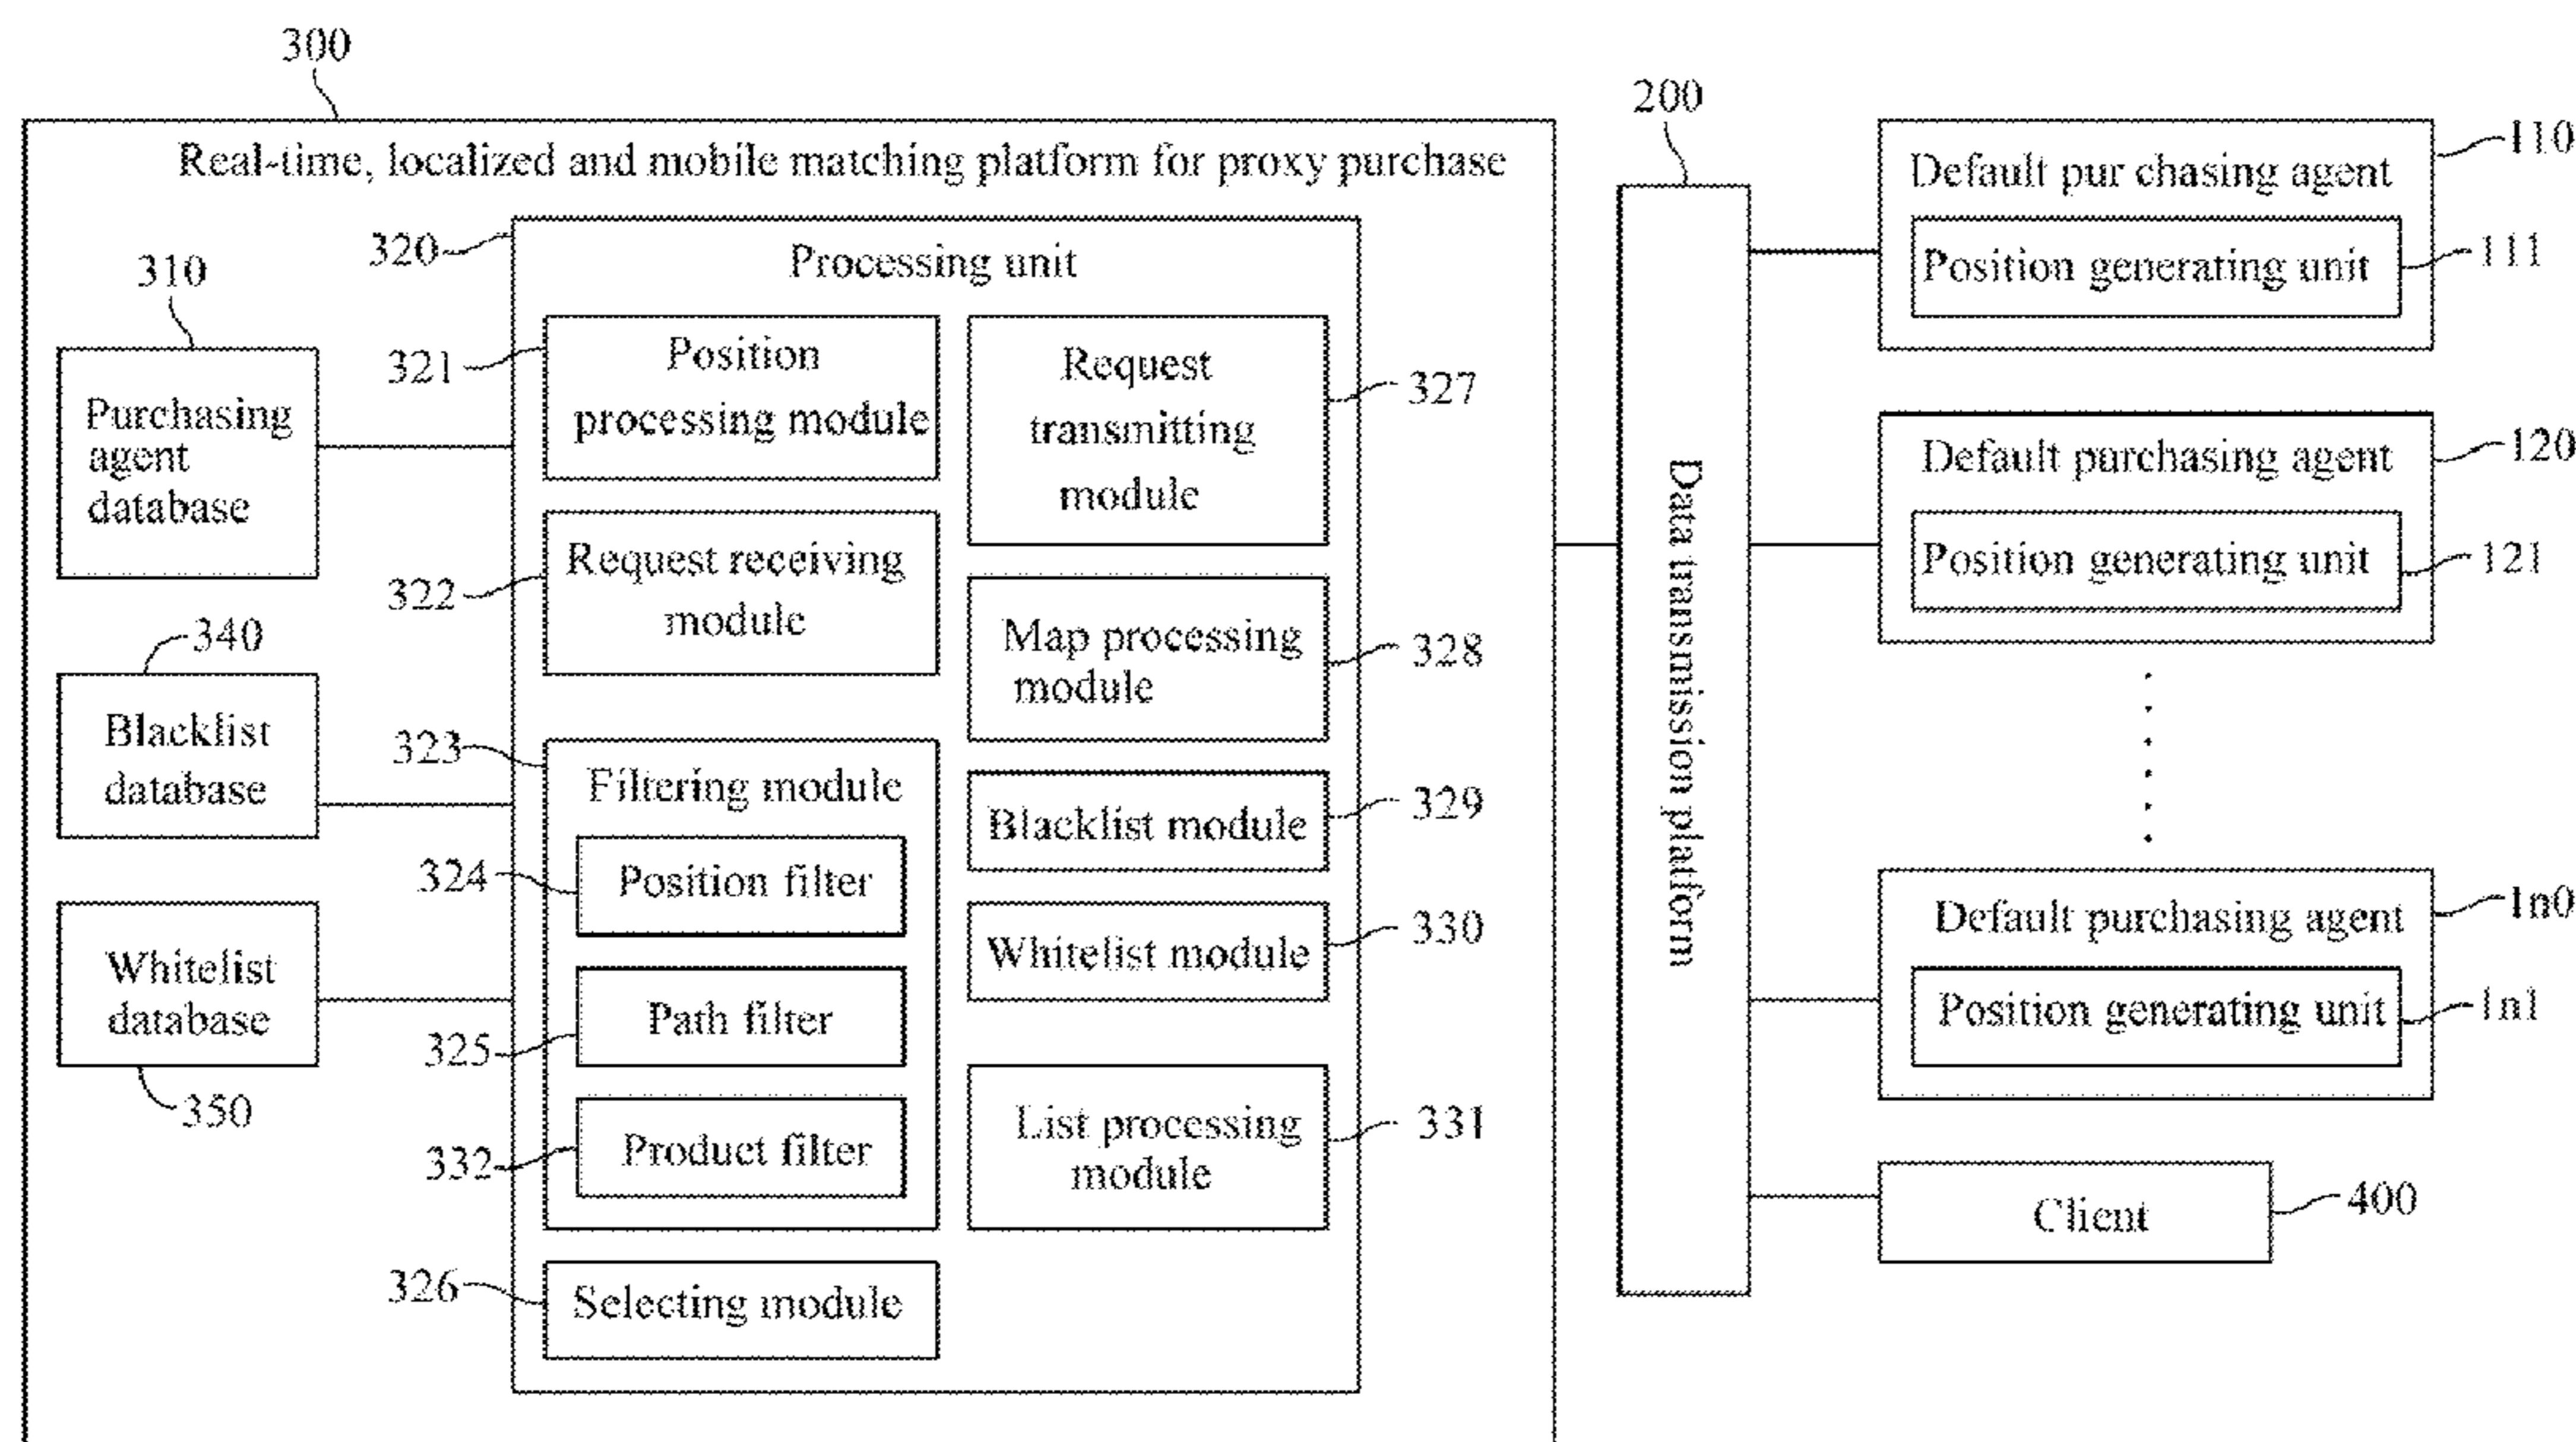 300
Real-time, localized and mobile matching platform for proxy purchase
310
Purchasing
agent
database
340
Blacklist
database
Whitelist
database
350
320
Processing unit
321
Position
processing module
322
Request receiving
module
323
Filtering module
324
Position filter
325
Path filter
332
Product filter
326
Selecting module
Request
transmitting
module
327
Map processing
module
328
Blacklist module
329
Whitelist module
330
List processing
module
331
200
Data transmission platform
Default pur chasing agent
110
Position generating unit
111
Default purchasing agent
120
Position generating unit
121
Default purchasing agent
1n0
Position generating unit
1n1
Client
400